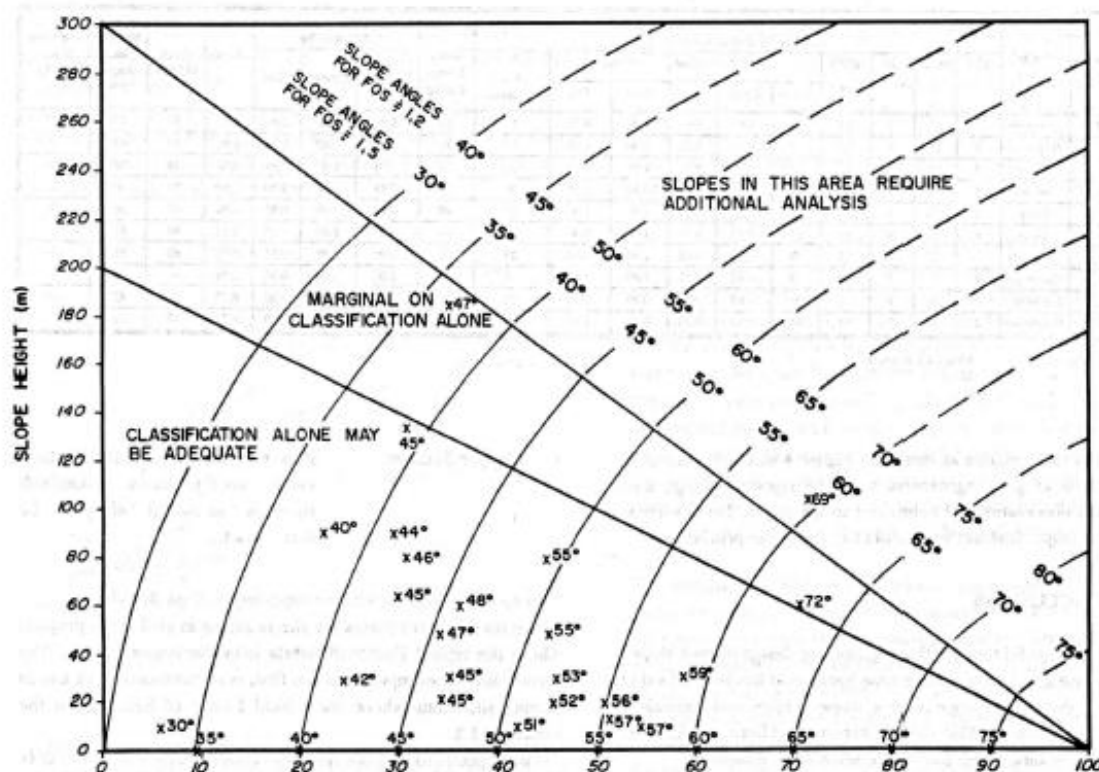 300
280
260
240
220
200
180
160
140
120
100
80
60
40
20
0
SLOPE HEIGHT (m)
SLOPE ANGLES
FOR FOS ≠ 1,2
SLOPE ANGLES
FOR FOS ≠ 1,5
40°
30°
45°
35°
50°
40°
55°
45°
60°
50°
65°
55°
70°
60°
75°
65°
80°
70°
75°
SLOPES IN THIS AREA REQUIRE
ADDITIONAL ANALYSIS
MARGINAL ON
CLASSIFICATION ALONE
x47°
CLASSIFICATION ALONE MAY
BE ADEQUATE
x
45°
x69°
x40°
x44°
x46°
x55°
x45°
x48°
x72°
x47°
x55°
x42°
x45°
x53°
x59°
x45°
x52°
x56°
x30°
x51°
x57°
x57°
35°
40°
45°
50°
55°
60°
65°
70°
75°
0
10
20
30
40
50
60
70
80
90
100